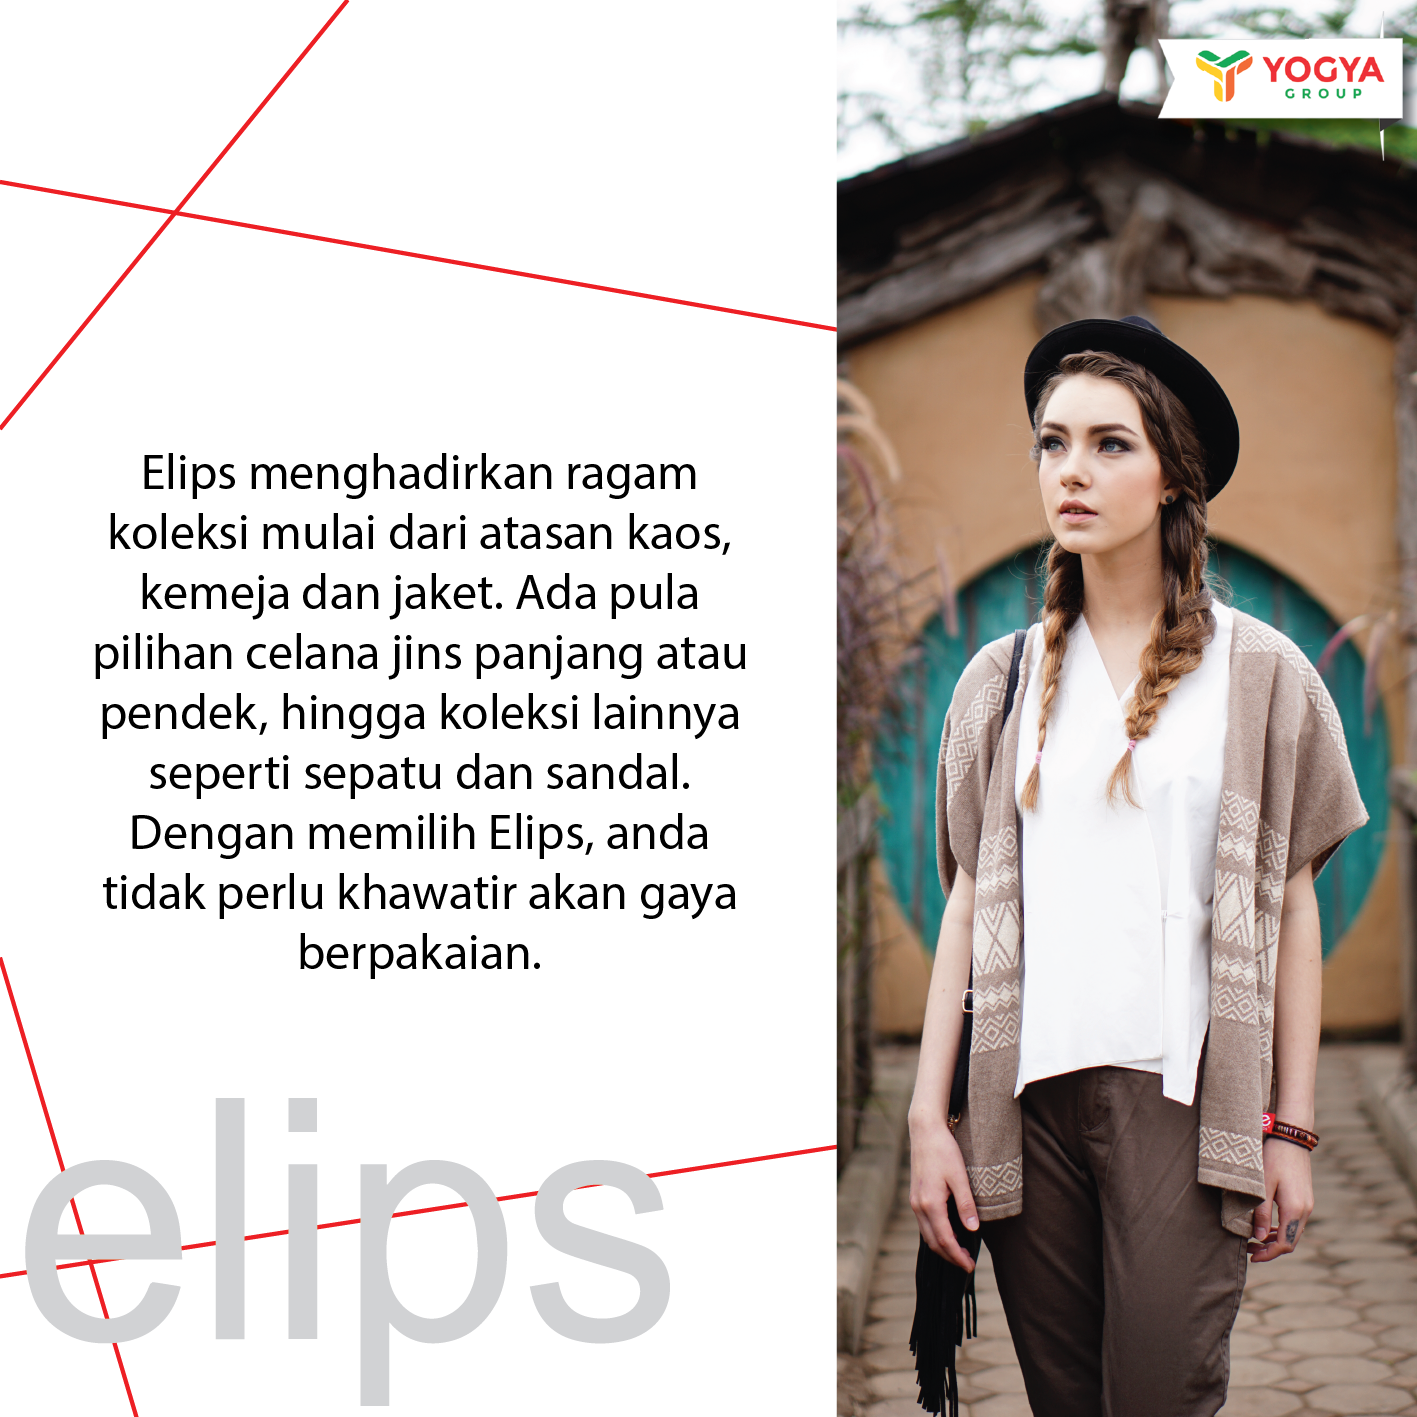 YOGYA
GROUP
Elips menghadirkan ragam
koleksi mulai dari atasan kaos,
kemeja dan jaket. Ada pula
pilihan celana jins panjang atau
pendek, hingga koleksi lainnya
seperti sepatu dan sandal.
Dengan memilih Elips, anda
tidak perlu khawatir akan gaya
berpakaian.
elips
e